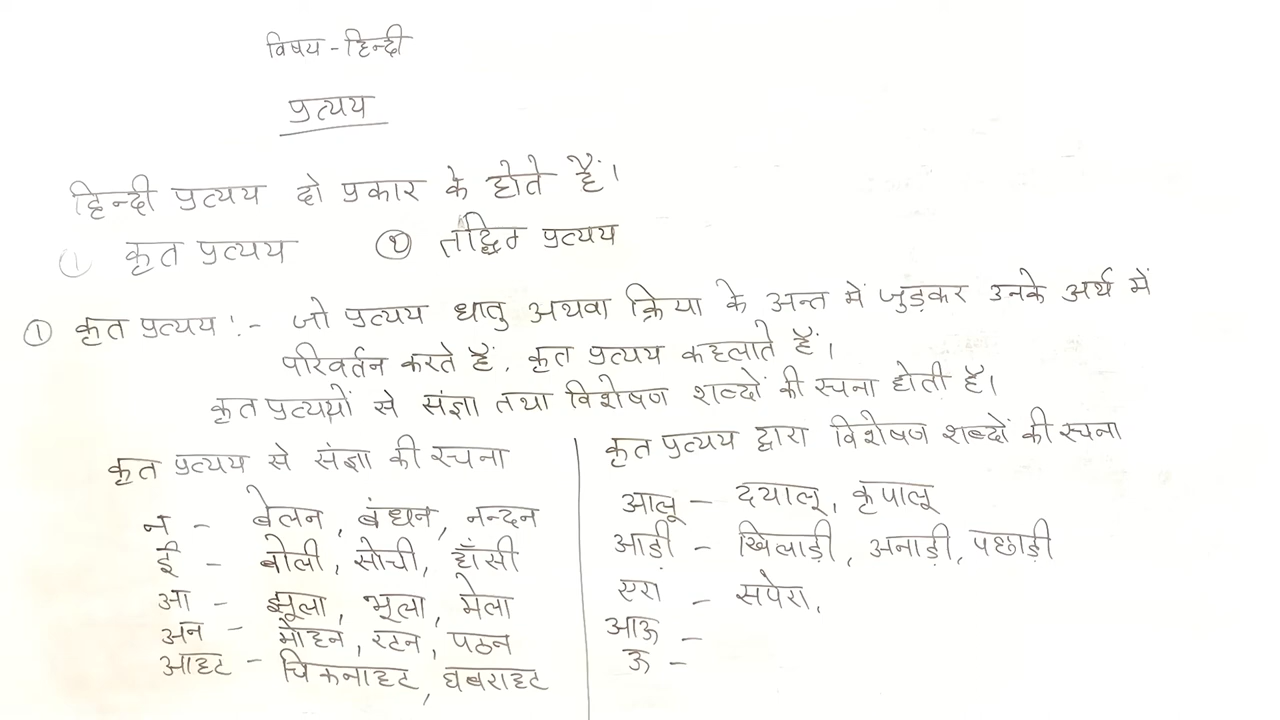 विषय - हिन्दी
प्रत्यय
हिन्दी प्रत्यय दो प्रकार के होते हैं।
① कृत प्रत्यय ② तद्धित प्रत्यय
① कृत प्रत्यय :- जो प्रत्यय धातु अथवा क्रिया के अन्त में जुड़कर उनके अर्थ में
परिवर्तन करते हैं, कृत प्रत्यय कहलाते हैं।
कृत प्रत्ययों से संज्ञा तथा विशेषण शब्दों की रचना होती है।
कृत प्रत्यय से संज्ञा की रचना
न - बेलन, बंधन, नन्दन
ई - बोली, सोची, हाँसी
आ - झूला, भूला, मेला
अन - मोहन, रटन, पठन
आहट - चिकनाहट, घबराहट
कृत प्रत्यय द्वारा विशेषण शब्दों की रचना
आलू - दयालू, कृपालू
आड़ी - खिलाड़ी, अनाड़ी, पछाड़ी
एरा - सपेरा,
आऊ -
ऊ -